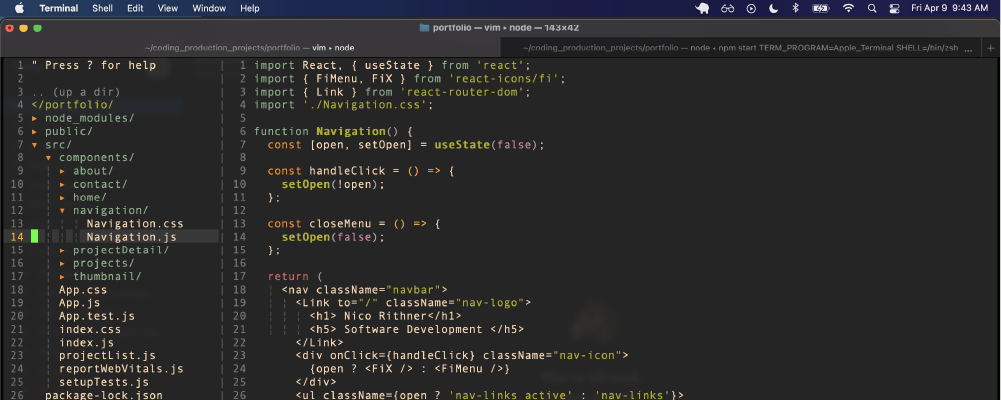 Terminal Shell Edit View Window Help Fri Apr 9 9:43 AM
portfolio — vim ▸ node — 143×42
~/coding_production_projects/portfolio — vim ▸ node
~/coding_production_projects/portfolio — node ▸ npm start TERM_PROGRAM=Apple_Terminal SHELL=/bin/zsh ... +
1 " Press ? for help
2
3 .. (up a dir)
4 </portfolio/
5 ▸ node_modules/
6 ▸ public/
7 ▾ src/
8 ▾ components/
9 ▸ about/
10 ▸ contact/
11 ▸ home/
12 ▾ navigation/
13 Navigation.css
14 Navigation.js
15 ▸ projectDetail/
16 ▸ projects/
17 ▸ thumbnail/
18 App.css
19 App.js
20 App.test.js
21 index.css
22 index.js
23 projectList.js
24 reportWebVitals.js
25 setupTests.js
26 package-lock.json
1 import React, { useState } from 'react';
2 import { FiMenu, FiX } from 'react-icons/fi';
3 import { Link } from 'react-router-dom';
4 import './Navigation.css';
5
6 function Navigation() {
7 const [open, setOpen] = useState(false);
8
9 const handleClick = () => {
10 setOpen(!open);
11 };
12
13 const closeMenu = () => {
14 setOpen(false);
15 };
16
17 return (
18 <nav className="navbar">
19 <Link to="/" className="nav-logo">
20 <h1> Nico Rithner</h1>
21 <h5> Software Development </h5>
22 </Link>
23 <div onClick={handleClick} className="nav-icon">
24 {open ? <FiX /> : <FiMenu />}
25 </div>
26 <ul className={open ? 'nav-links active' : 'nav-links'}>